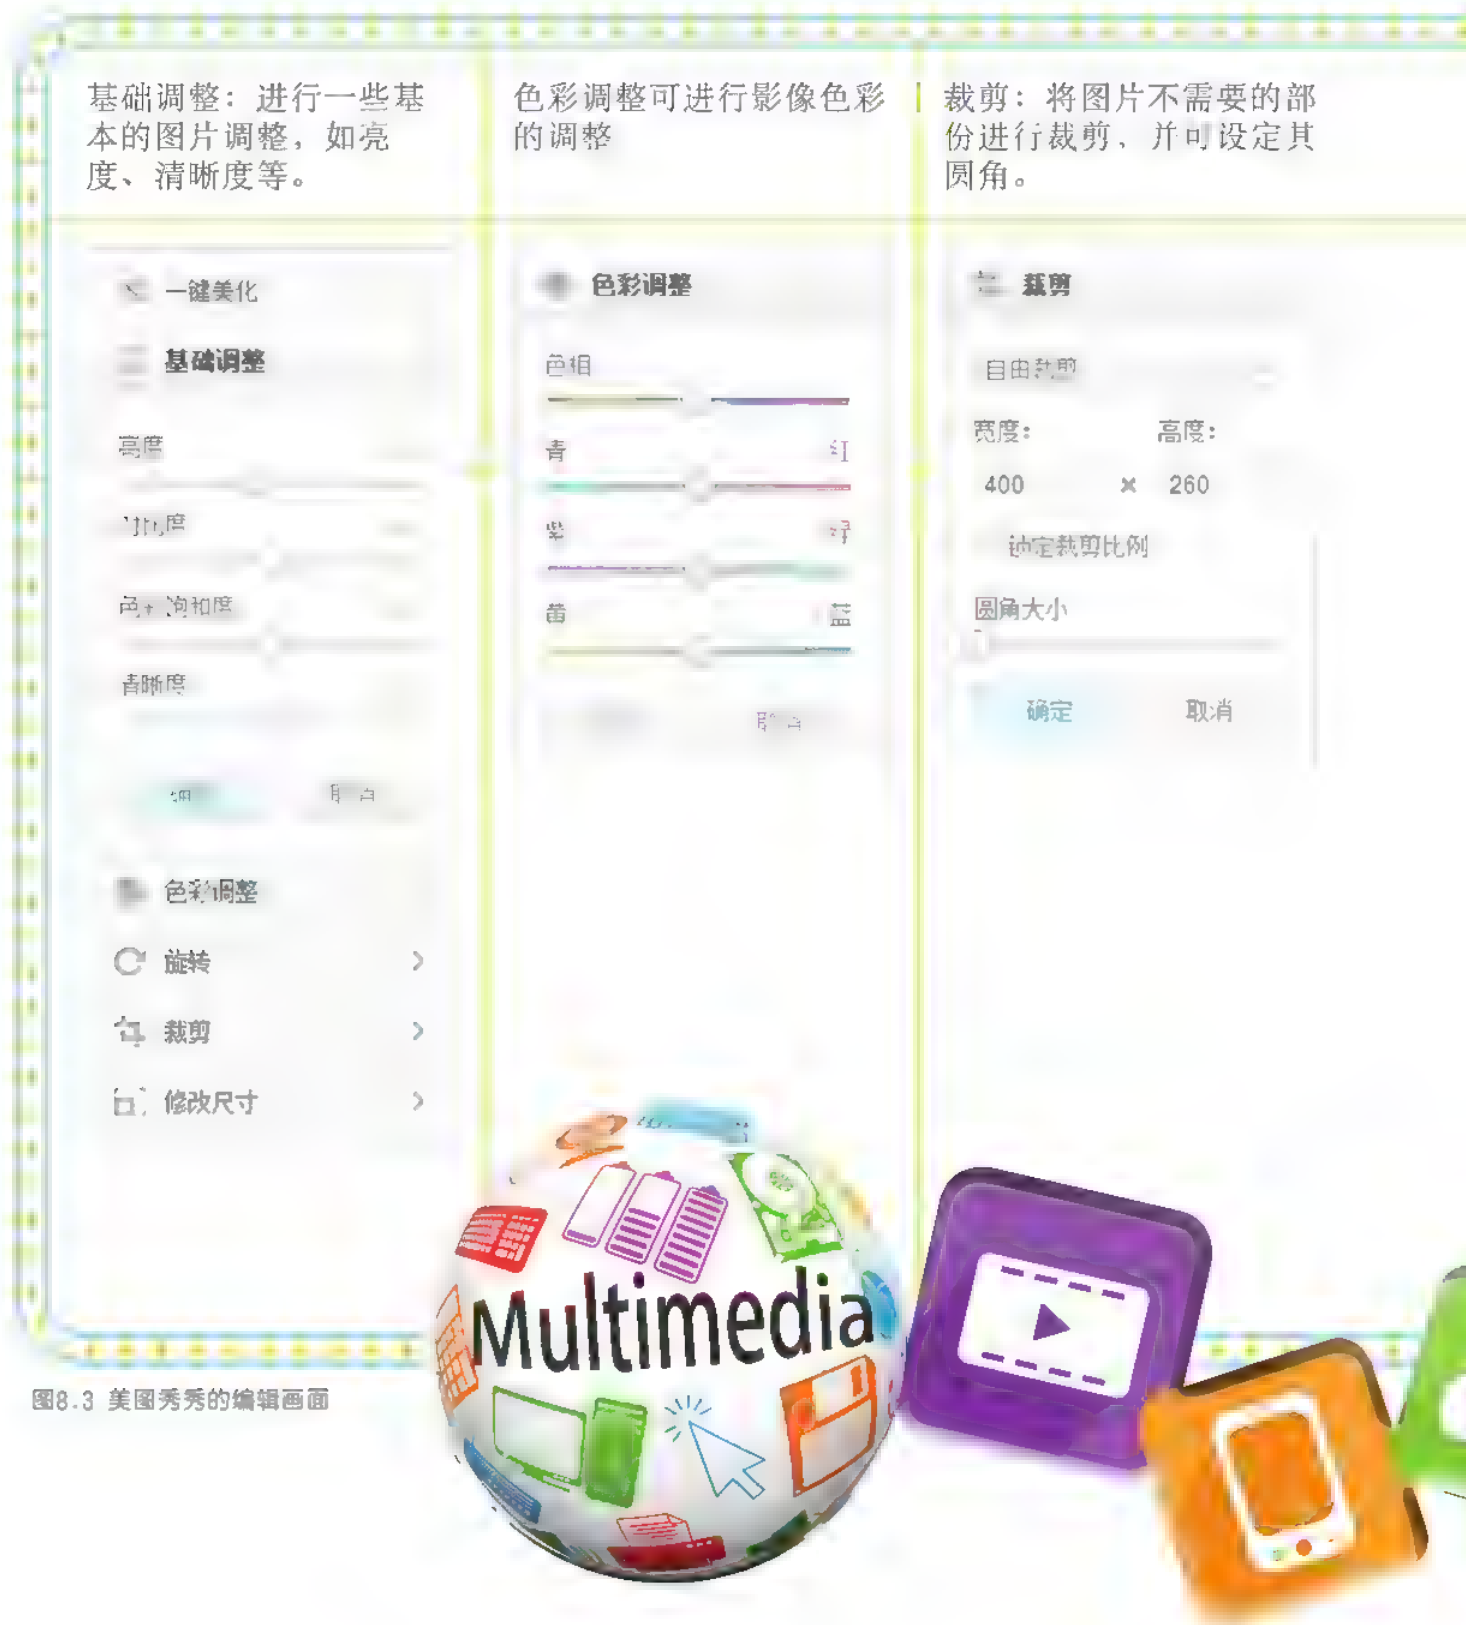 基础调整：进行一些基
本的图片调整，如亮
度、清晰度等。
色彩调整可进行影像色彩
的调整
裁剪：将图片不需要的部
份进行裁剪，并可设定其
圆角。
一键美化
基础调整
亮度
色彩饱和度
清晰度
色彩调整
旋转
裁剪
修改尺寸
色彩调整
色相
青 红
紫 绿
黄 蓝
裁剪
自由裁剪
宽度： 高度：
400 × 260
锁定裁剪比例
圆角大小
确定 取消
Multimedia
图8.3 美图秀秀的编辑画面